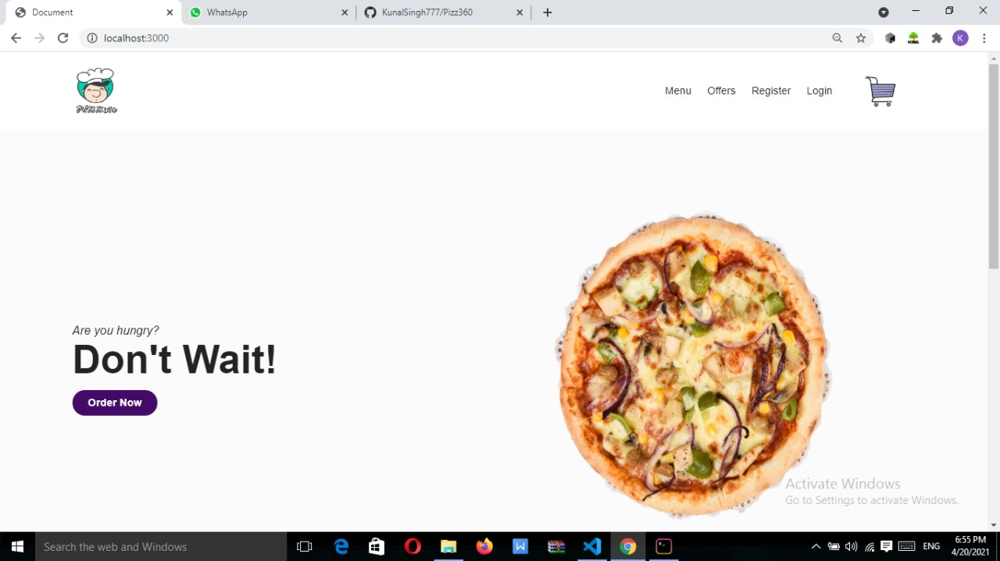 Document
WhatsApp
KunalSingh777/Pizz360
localhost:3000
K
Menu Offers Register Login
Are you hungry?
Don't Wait!
Order Now
Activate Windows
Go to Settings to activate Windows.
Search the web and Windows
ENG
6:55 PM
4/20/2021